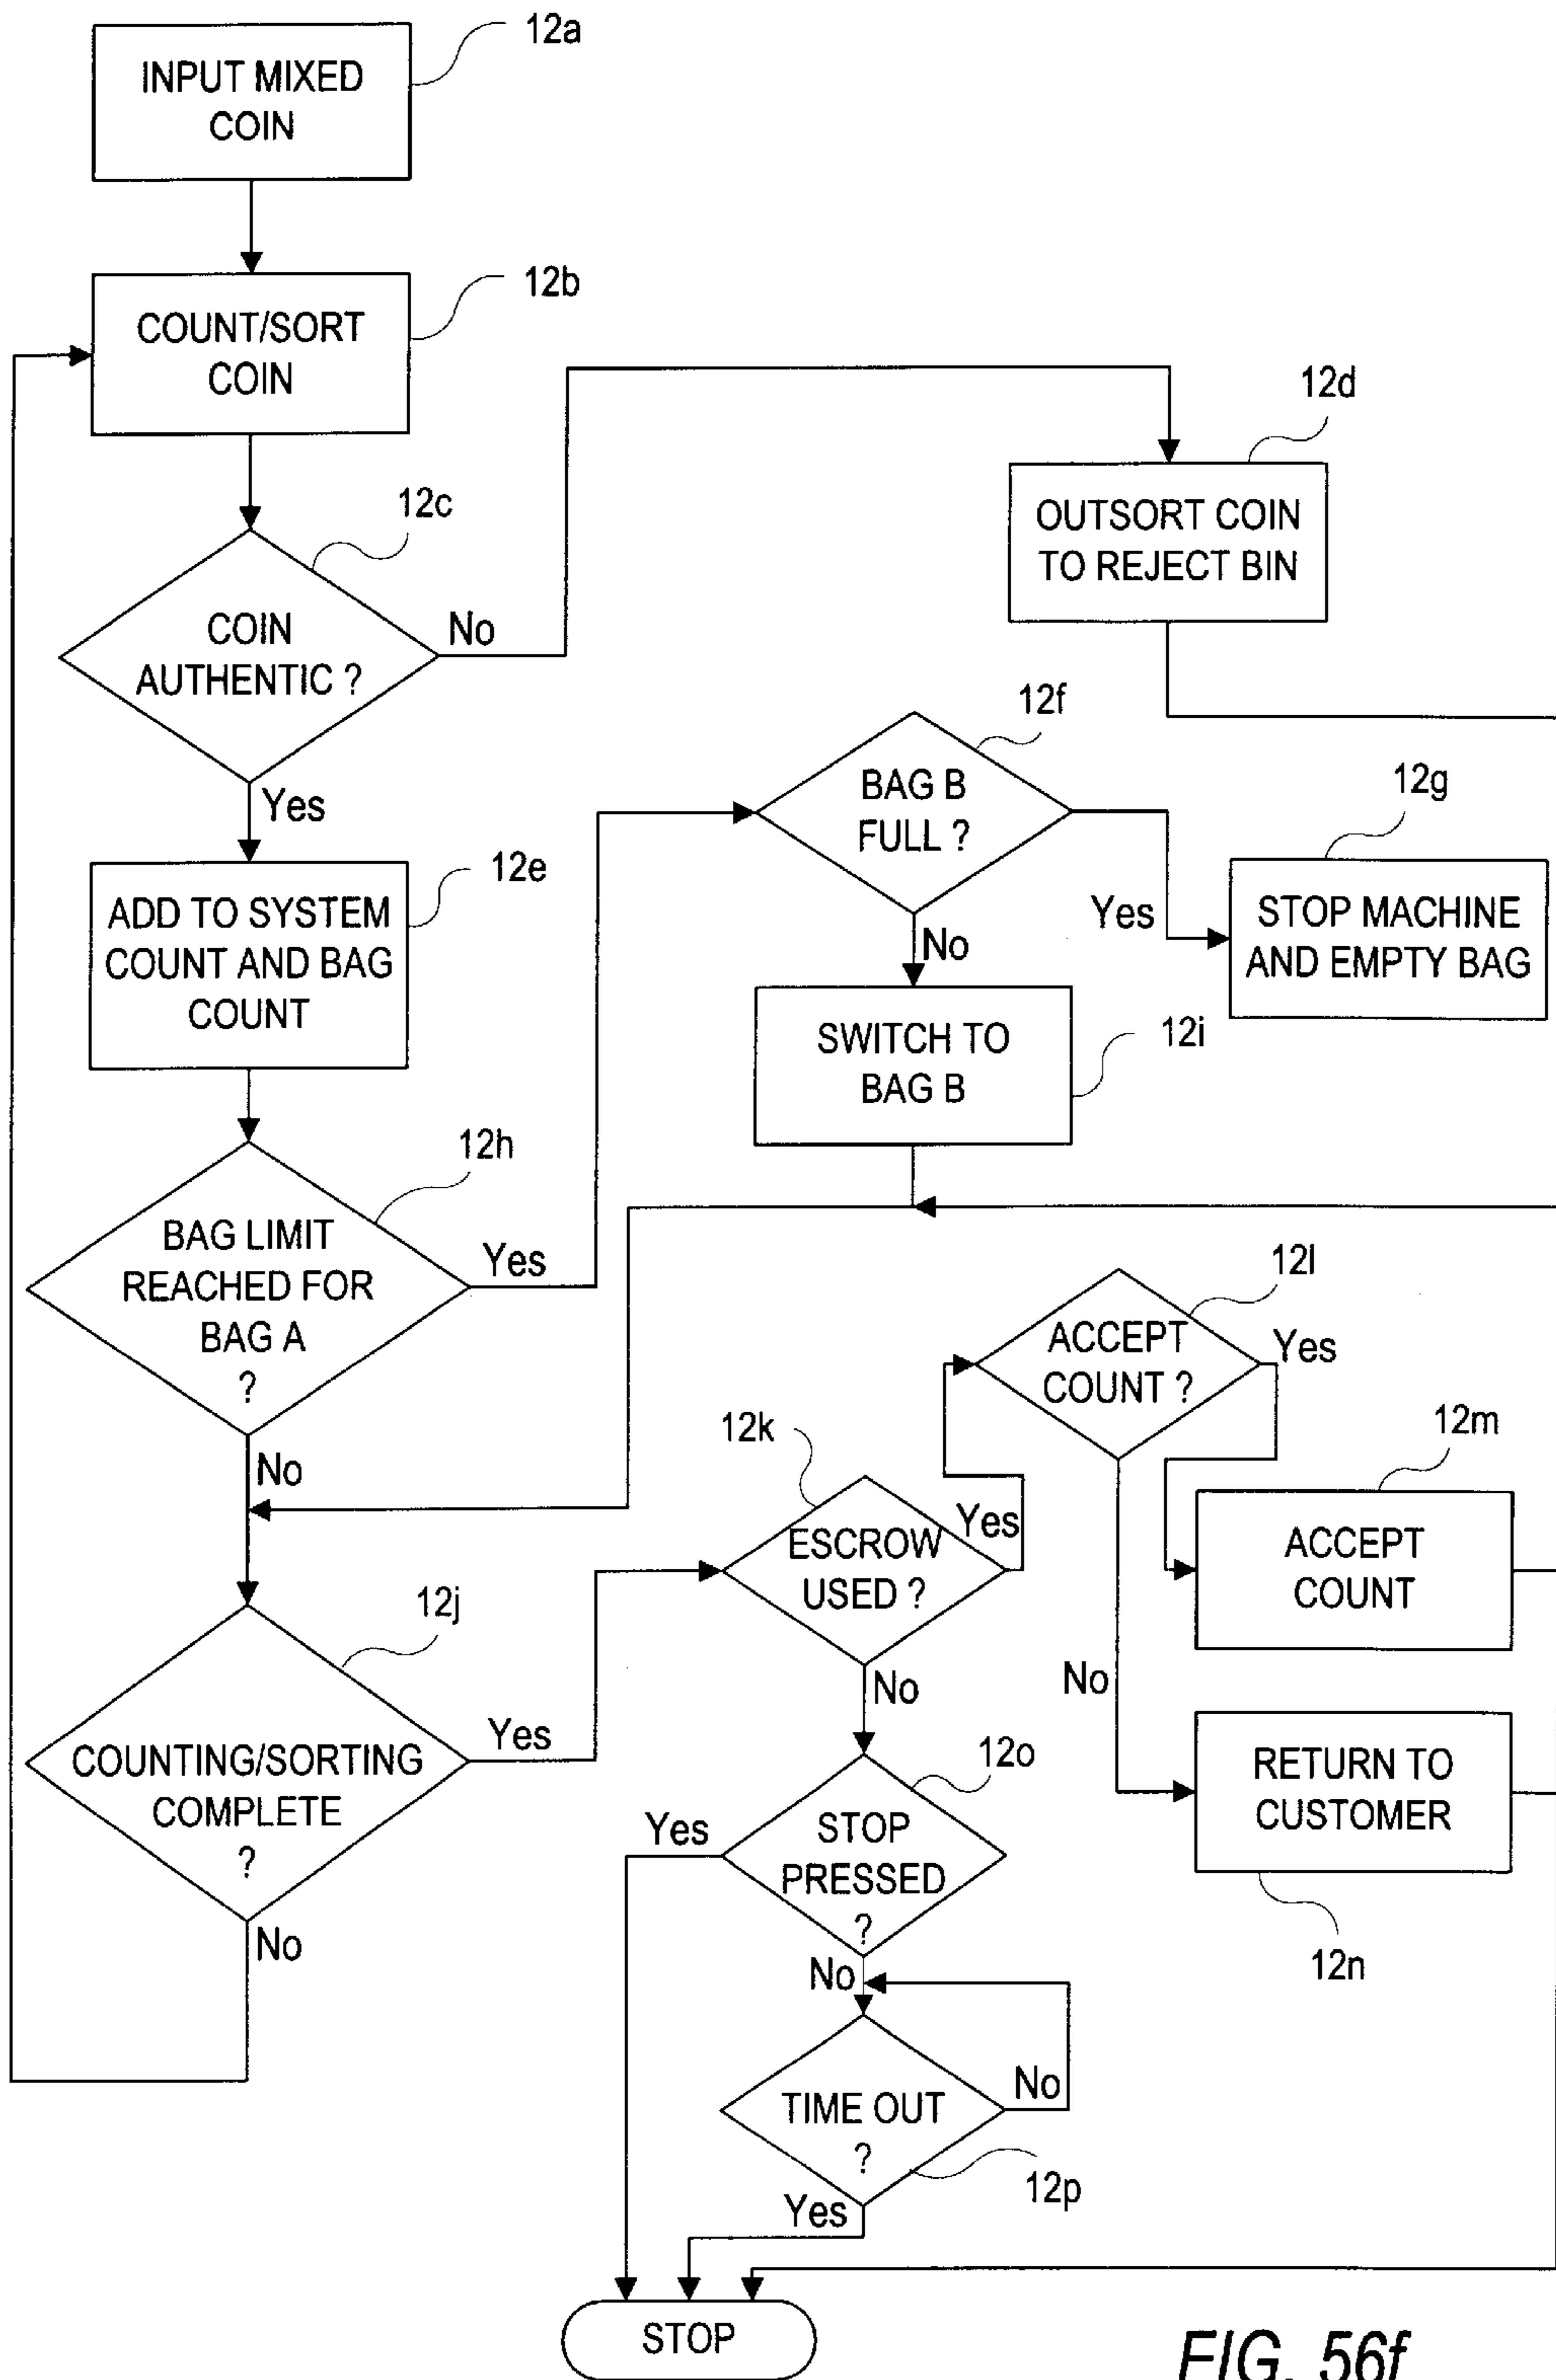 12a
INPUT MIXED
COIN
12b
COUNT/SORT
COIN
12c
COIN
AUTHENTIC ?
No
Yes
12d
OUTSORT COIN
TO REJECT BIN
12e
ADD TO SYSTEM
COUNT AND BAG
COUNT
12f
BAG B
FULL ?
Yes
No
12g
STOP MACHINE
AND EMPTY BAG
12h
BAG LIMIT
REACHED FOR
BAG A
?
Yes
No
12i
SWITCH TO
BAG B
12j
COUNTING/SORTING
COMPLETE
?
Yes
No
12k
ESCROW
USED ?
Yes
No
12l
ACCEPT
COUNT ?
Yes
No
12m
ACCEPT
COUNT
RETURN TO
CUSTOMER
12n
12o
STOP
PRESSED
?
Yes
No
TIME OUT
?
No
12p
Yes
STOP
FIG. 56f